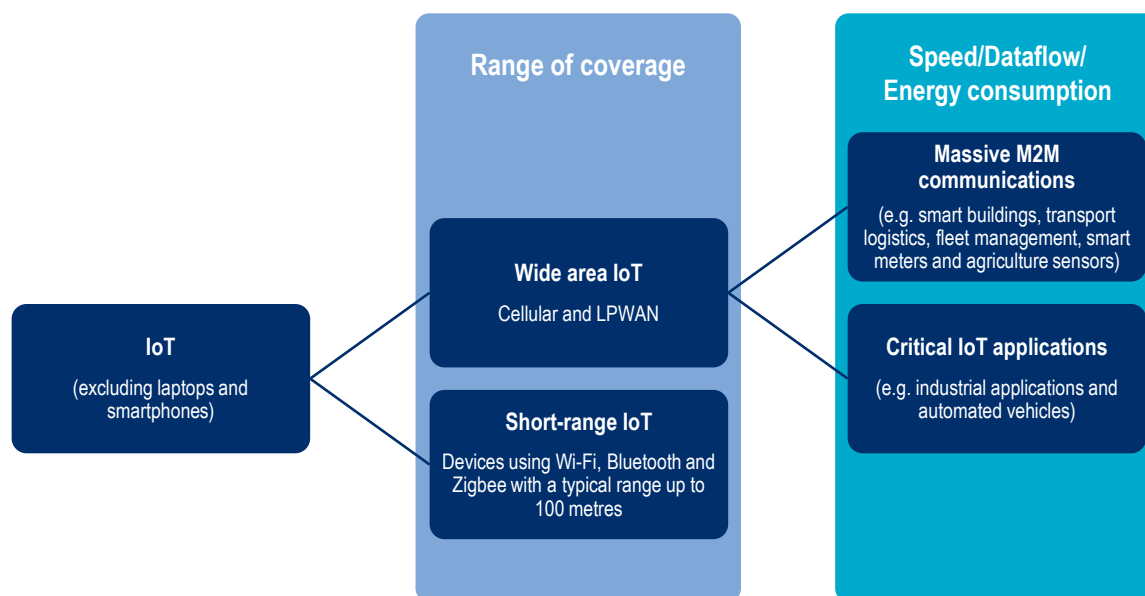 Range of coverage
Speed/Dataflow/
Energy consumption
Massive M2M
communications
(e.g. smart buildings, transport
logistics, fleet management, smart
meters and agriculture sensors)
Wide area IoT
Cellular and LPWAN
IoT
(excluding laptops and
smartphones)
Critical IoT applications
(e.g. industrial applications and
automated vehicles)
Short-range IoT
Devices using Wi-Fi, Bluetooth and
Zigbee with a typical range up to
100 metres